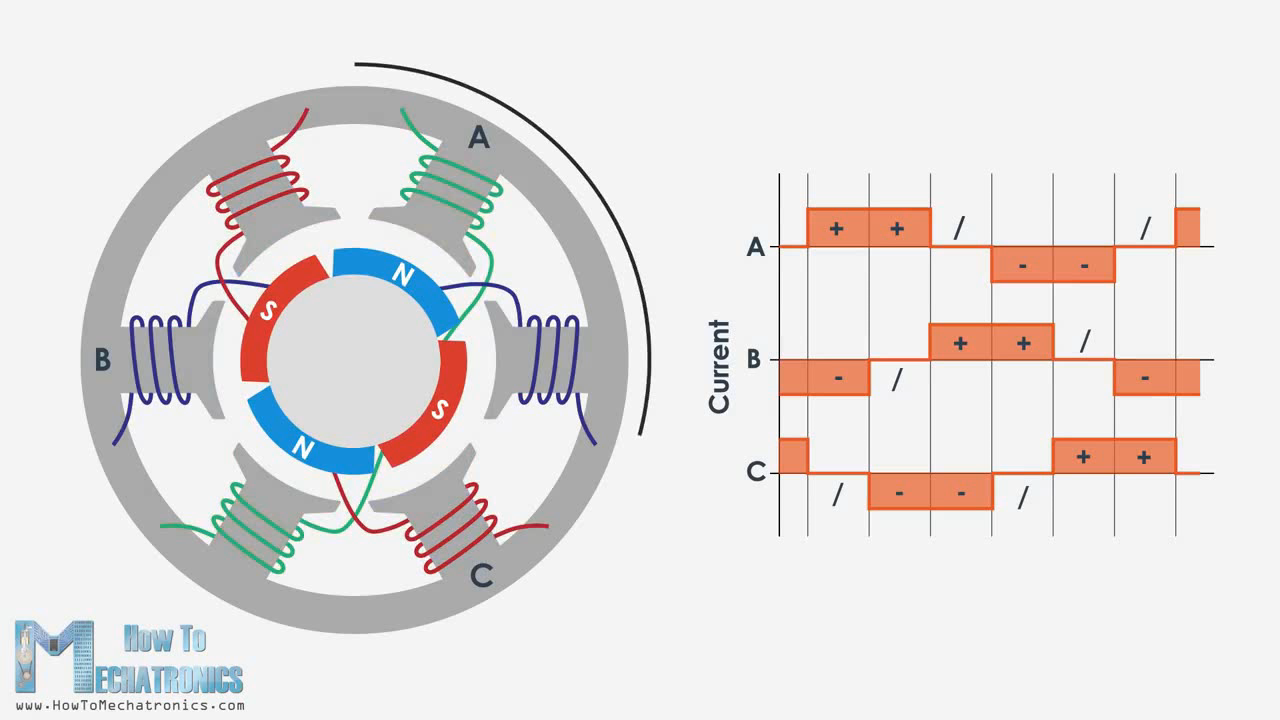 A
N
S
B
S
N
C
Current
A + + / - - /
B - / + + / -
C / - - / + +
How To
MECHATRONICS
www.HowToMechatronics.com